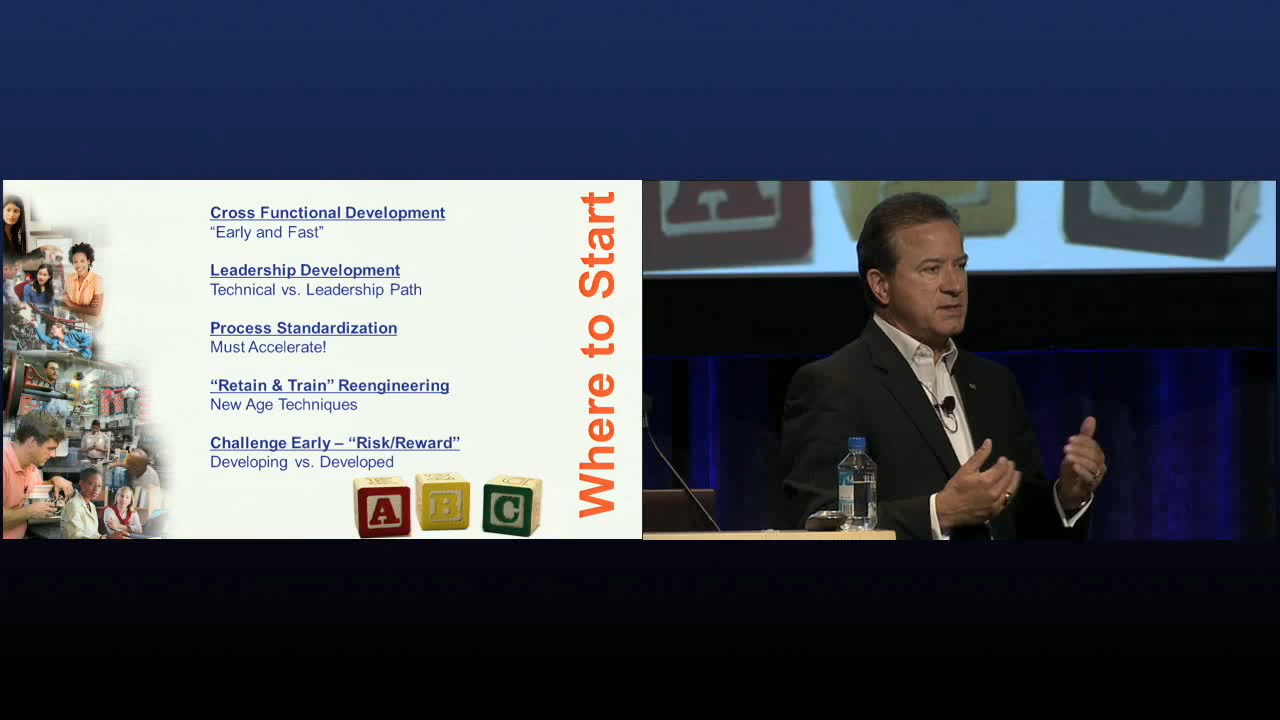 Cross Functional Development
“Early and Fast”
Leadership Development
Technical vs. Leadership Path
Process Standardization
Must Accelerate!
“Retain & Train” Reengineering
New Age Techniques
Challenge Early – “Risk/Reward”
Developing vs. Developed
A B C
Where to Start